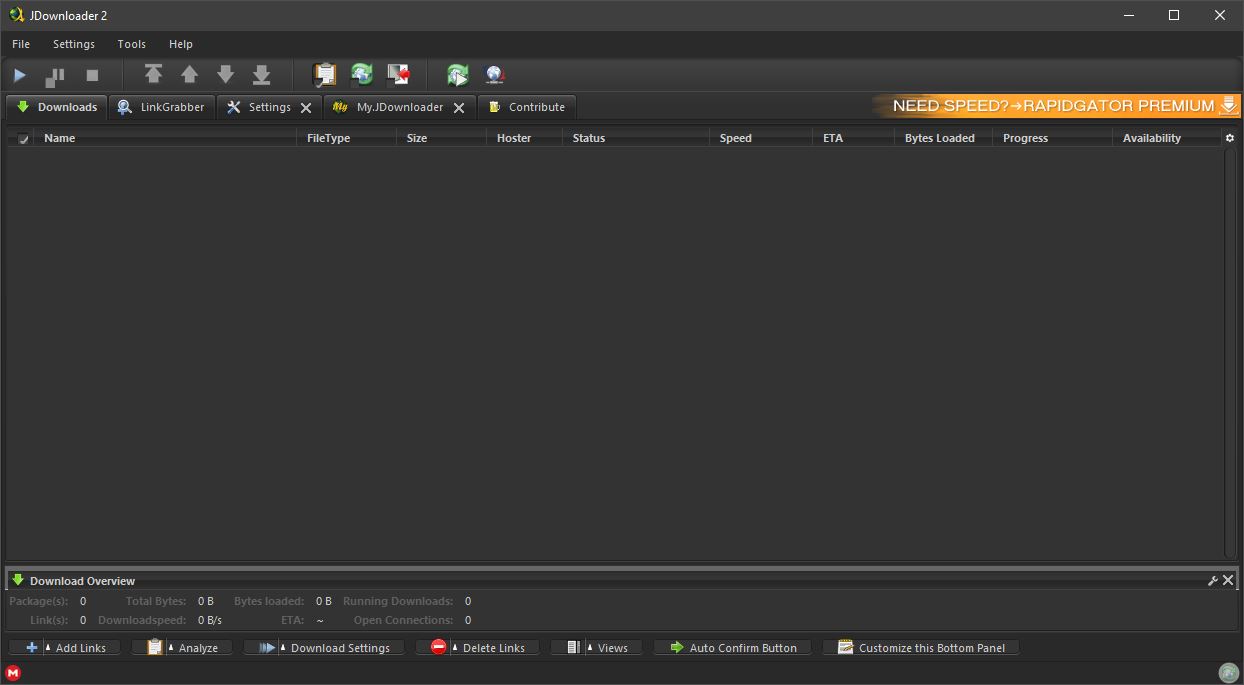 JDownloader 2
File Settings Tools Help
Downloads LinkGrabber Settings My.JDownloader Contribute NEED SPEED?→RAPIDGATOR PREMIUM
Name FileType Size Hoster Status Speed ETA Bytes Loaded Progress Availability
Download Overview
Package(s): 0 Total Bytes: 0 B Bytes loaded: 0 B Running Downloads: 0
Link(s): 0 Downloadspeed: 0 B/s ETA: ~ Open Connections: 0
Add Links Analyze Download Settings Delete Links Views Auto Confirm Button Customize this Bottom Panel
M